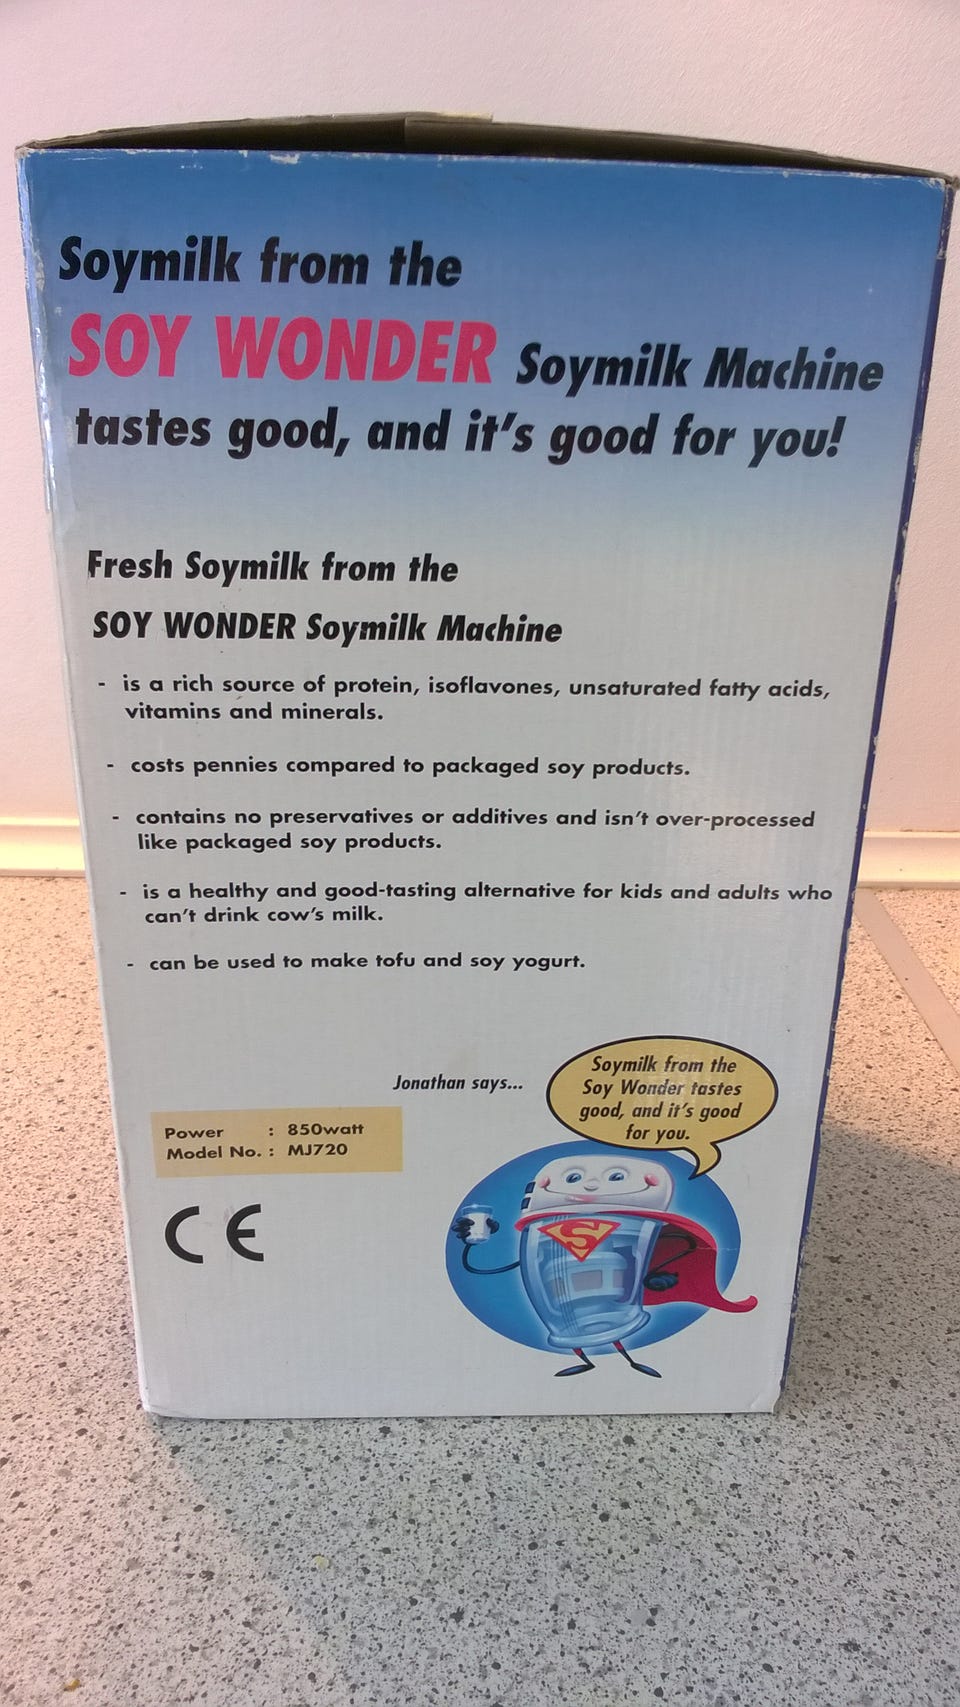 Soymilk from the
SOY WONDER Soymilk Machine
tastes good, and it's good for you!
Fresh Soymilk from the
SOY WONDER Soymilk Machine
- is a rich source of protein, isoflavones, unsaturated fatty acids,
vitamins and minerals.
- costs pennies compared to packaged soy products.
- contains no preservatives or additives and isn't over-processed
like packaged soy products.
- is a healthy and good-tasting alternative for kids and adults who
can't drink cow's milk.
- can be used to make tofu and soy yogurt.
Jonathan says...
Soymilk from the
Soy Wonder tastes
good, and it's good
for you.
Power : 850watt
Model No. : MJ720
CE
S